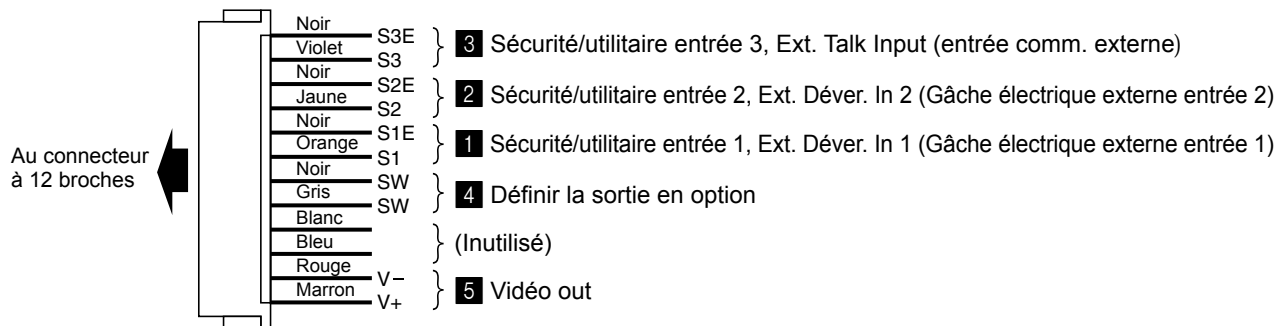 Noir
S3E
Violet
S3
3 Sécurité/utilitaire entrée 3, Ext. Talk Input (entrée comm. externe)
Noir
S2E
Jaune
S2
2 Sécurité/utilitaire entrée 2, Ext. Déver. In 2 (Gâche électrique externe entrée 2)
Noir
S1E
Orange
S1
1 Sécurité/utilitaire entrée 1, Ext. Déver. In 1 (Gâche électrique externe entrée 1)
Au connecteur
à 12 broches
Noir
SW
Gris
SW
4 Définir la sortie en option
Blanc
Bleu
(Inutilisé)
Rouge
V−
Marron
V+
5 Vidéo out